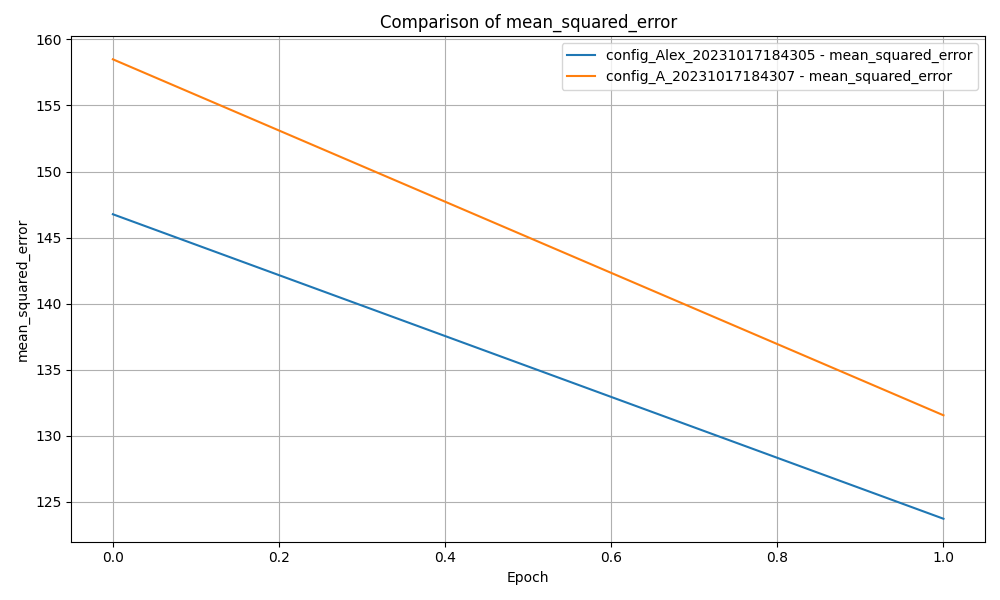 Comparison of mean_squared_error
config_Alex_20231017184305 - mean_squared_error
config_A_20231017184307 - mean_squared_error
mean_squared_error
160
155
150
145
140
135
130
125
0.0 0.2 0.4 0.6 0.8 1.0
Epoch